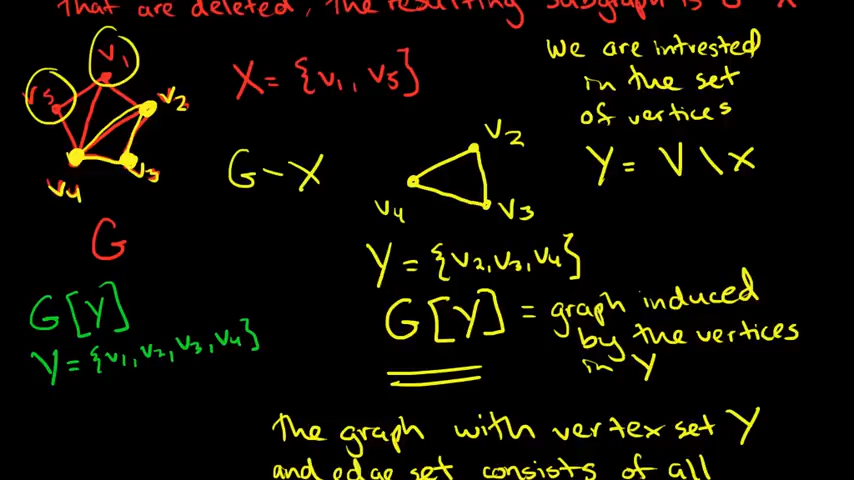 That are deleted, The resulting subgraph is G - X
v1
v5
v2
v3
v4
G
X = {v1, v5}
We are intrested
in the set
of vertices
Y = V \ X
G - X
v2
v4
v3
Y = {v2, v3, v4}
G[Y] = graph induced
by the vertices
in Y
G[Y]
Y = {v1, v2, v3, v4}
The graph with vertex set Y
and edge set consists of all